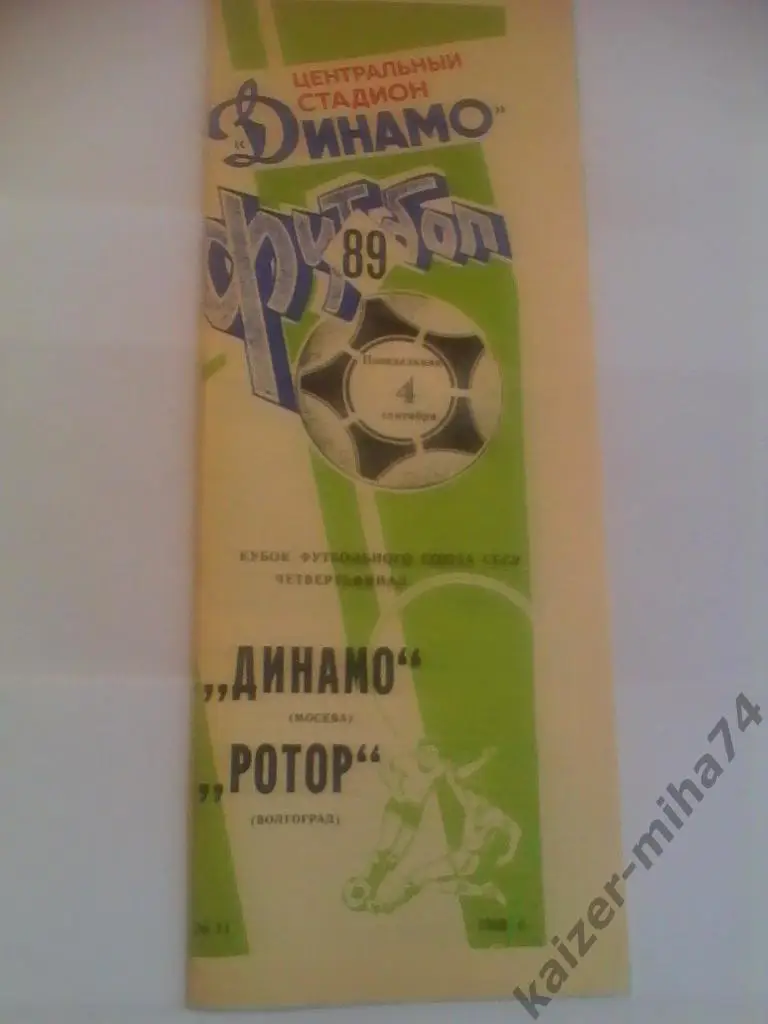 ЦЕНТРАЛЬНЫЙ
СТАДИОН
„ДИНАМО"
ФУТБОЛ
89
Понедельник
4
сентября
КУБОК ФУТБОЛЬНОГО СОЮЗА СССР
ЧЕТВЕРТЬФИНАЛ
„ДИНАМО“
(МОСКВА)
„РОТОР“
(ВОЛГОГРАД)
kaizer-miha74